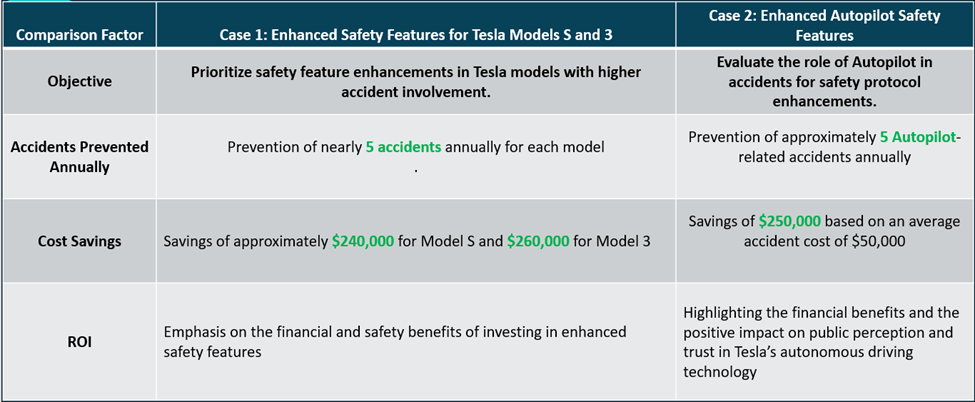 Comparison Factor
Case 1: Enhanced Safety Features for Tesla Models S and 3
Case 2: Enhanced Autopilot Safety
Features
Objective
Prioritize safety feature enhancements in Tesla models with higher
accident involvement.
Evaluate the role of Autopilot in
accidents for safety protocol
enhancements.
Accidents Prevented
Annually
Prevention of nearly 5 accidents annually for each model
.
Prevention of approximately 5 Autopilot-
related accidents annually
Cost Savings
Savings of approximately $240,000 for Model S and $260,000 for Model 3
Savings of $250,000 based on an average
accident cost of $50,000
ROI
Emphasis on the financial and safety benefits of investing in enhanced
safety features
Highlighting the financial benefits and the
positive impact on public perception and
trust in Tesla’s autonomous driving
technology